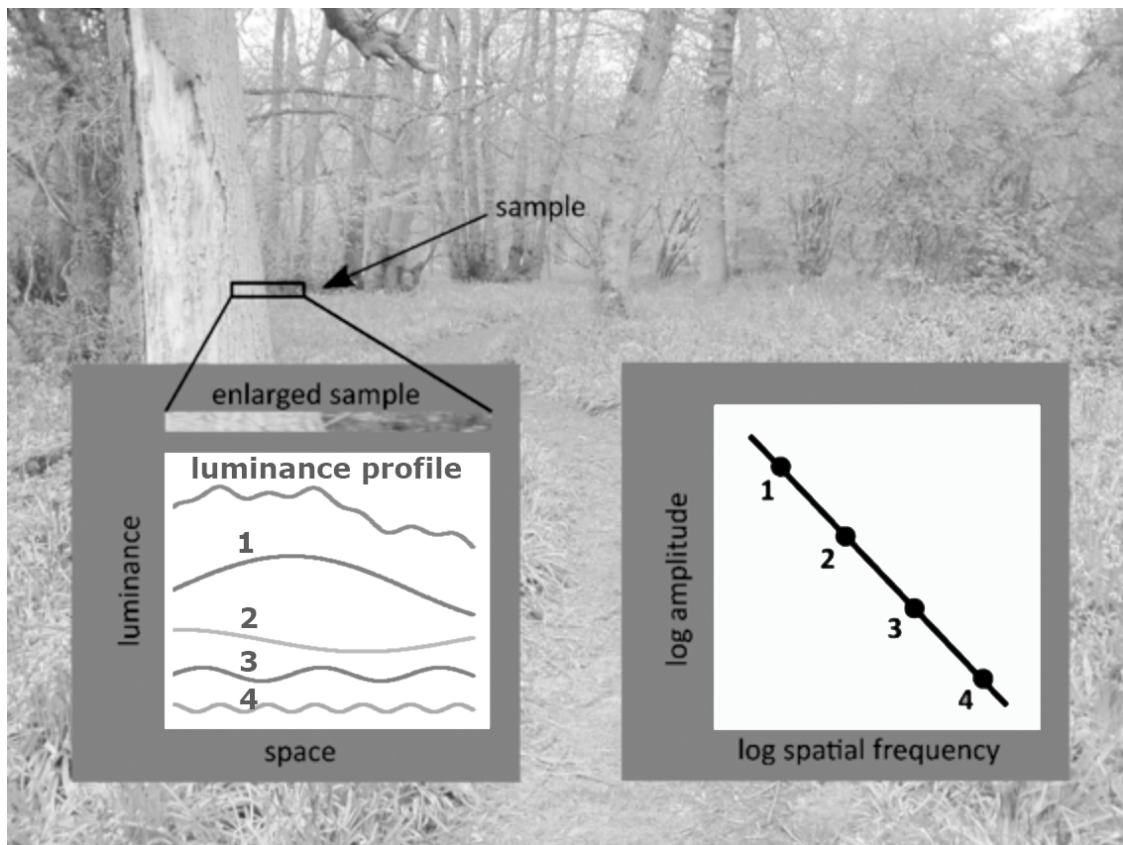 sample
enlarged sample
luminance profile
1
2
3
4
luminance
space
1
2
3
4
log amplitude
log spatial frequency